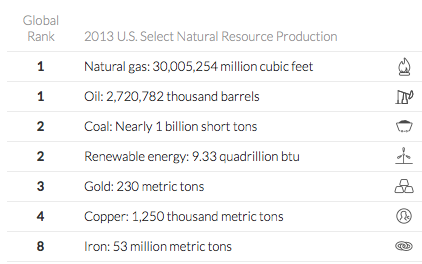 Global
Rank 2013 U.S. Select Natural Resource Production
1 Natural gas: 30,005,254 million cubic feet
1 Oil: 2,720,782 thousand barrels
2 Coal: Nearly 1 billion short tons
2 Renewable energy: 9.33 quadrillion btu
3 Gold: 230 metric tons
4 Copper: 1,250 thousand metric tons
8 Iron: 53 million metric tons